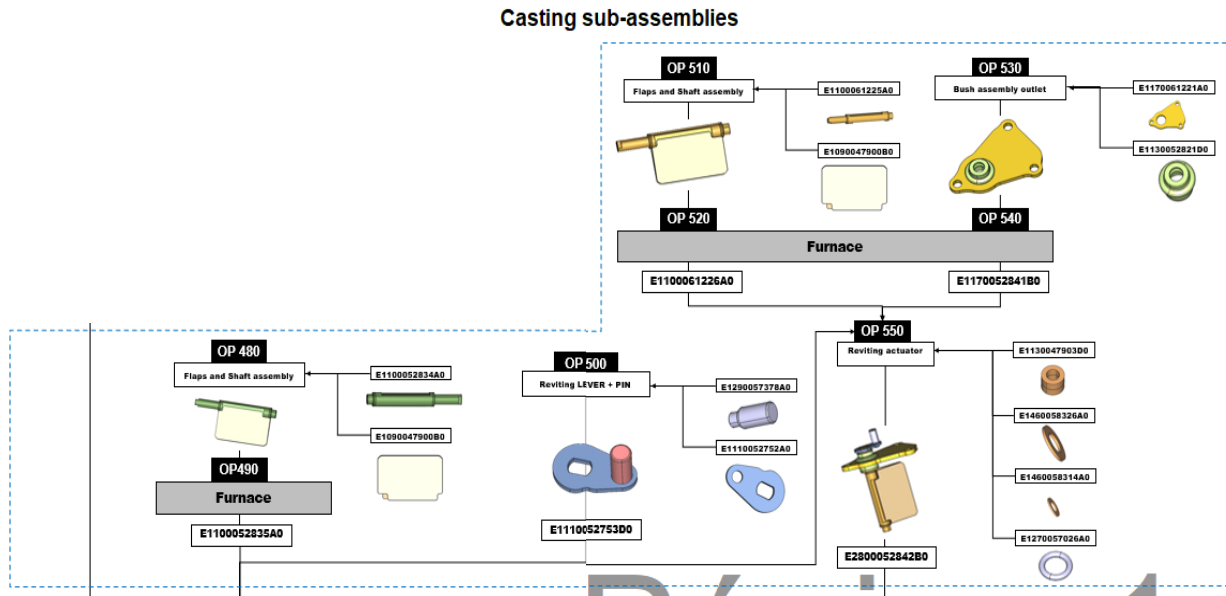 Casting sub-assemblies
OP 510
Flaps and Shaft assembly
E1100061225A0
E1090047900B0
OP 530
Bush assembly outlet
E1170061221A0
E1130052821D0
OP 520
OP 540
Furnace
E1100061226A0
E1170052841B0
OP 480
Flaps and Shaft assembly
E1100052834A0
E1090047900B0
OP490
Furnace
E1100052835A0
OP 500
Reviting LEVER + PIN
E1290057378A0
E1110052752A0
E1110052753D0
OP 550
Reviting actuator
E1130047903D0
E1460058326A0
E1460058314A0
E1270057026A0
E2800052842B0